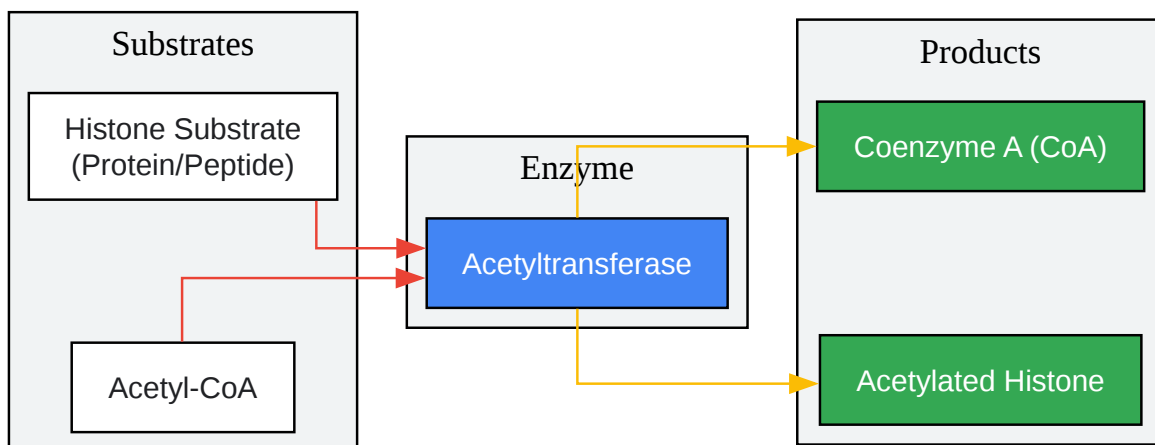 Substrates
Histone Substrate
(Protein/Peptide)
Acetyl-CoA
Enzyme
Acetyltransferase
Products
Coenzyme A (CoA)
Acetylated Histone